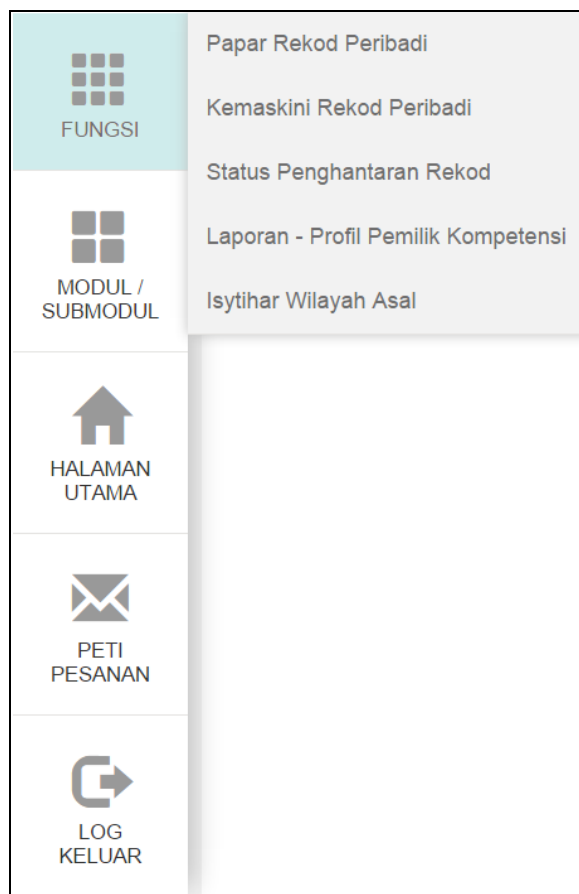 FUNGSI
Papar Rekod Peribadi
Kemaskini Rekod Peribadi
Status Penghantaran Rekod
Laporan - Profil Pemilik Kompetensi
Isytihar Wilayah Asal
MODUL /
SUBMODUL
HALAMAN
UTAMA
PETI
PESANAN
LOG
KELUAR